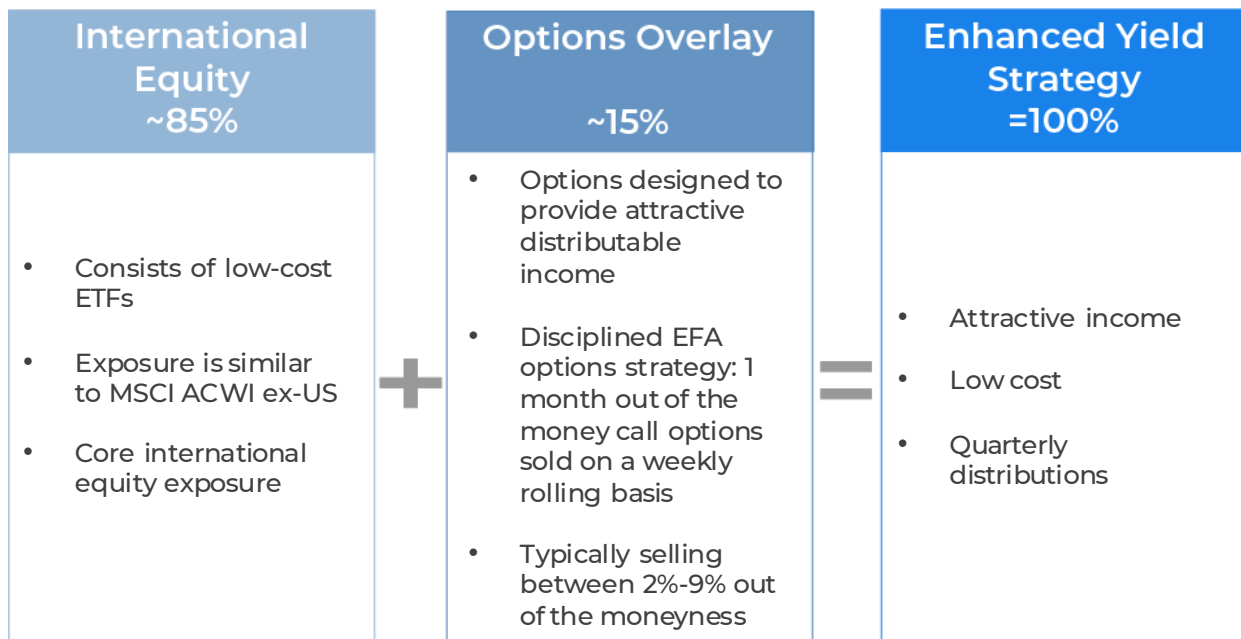 International
Equity
~85%
• Consists of low-cost
ETFs
• Exposure is similar
to MSCI ACWI ex-US
• Core international
equity exposure
+
Options Overlay
~15%
• Options designed to
provide attractive
distributable
income
• Disciplined EFA
options strategy: 1
month out of the
money call options
sold on a weekly
rolling basis
• Typically selling
between 2%-9% out
of the moneyness
=
Enhanced Yield
Strategy
=100%
• Attractive income
• Low cost
• Quarterly
distributions